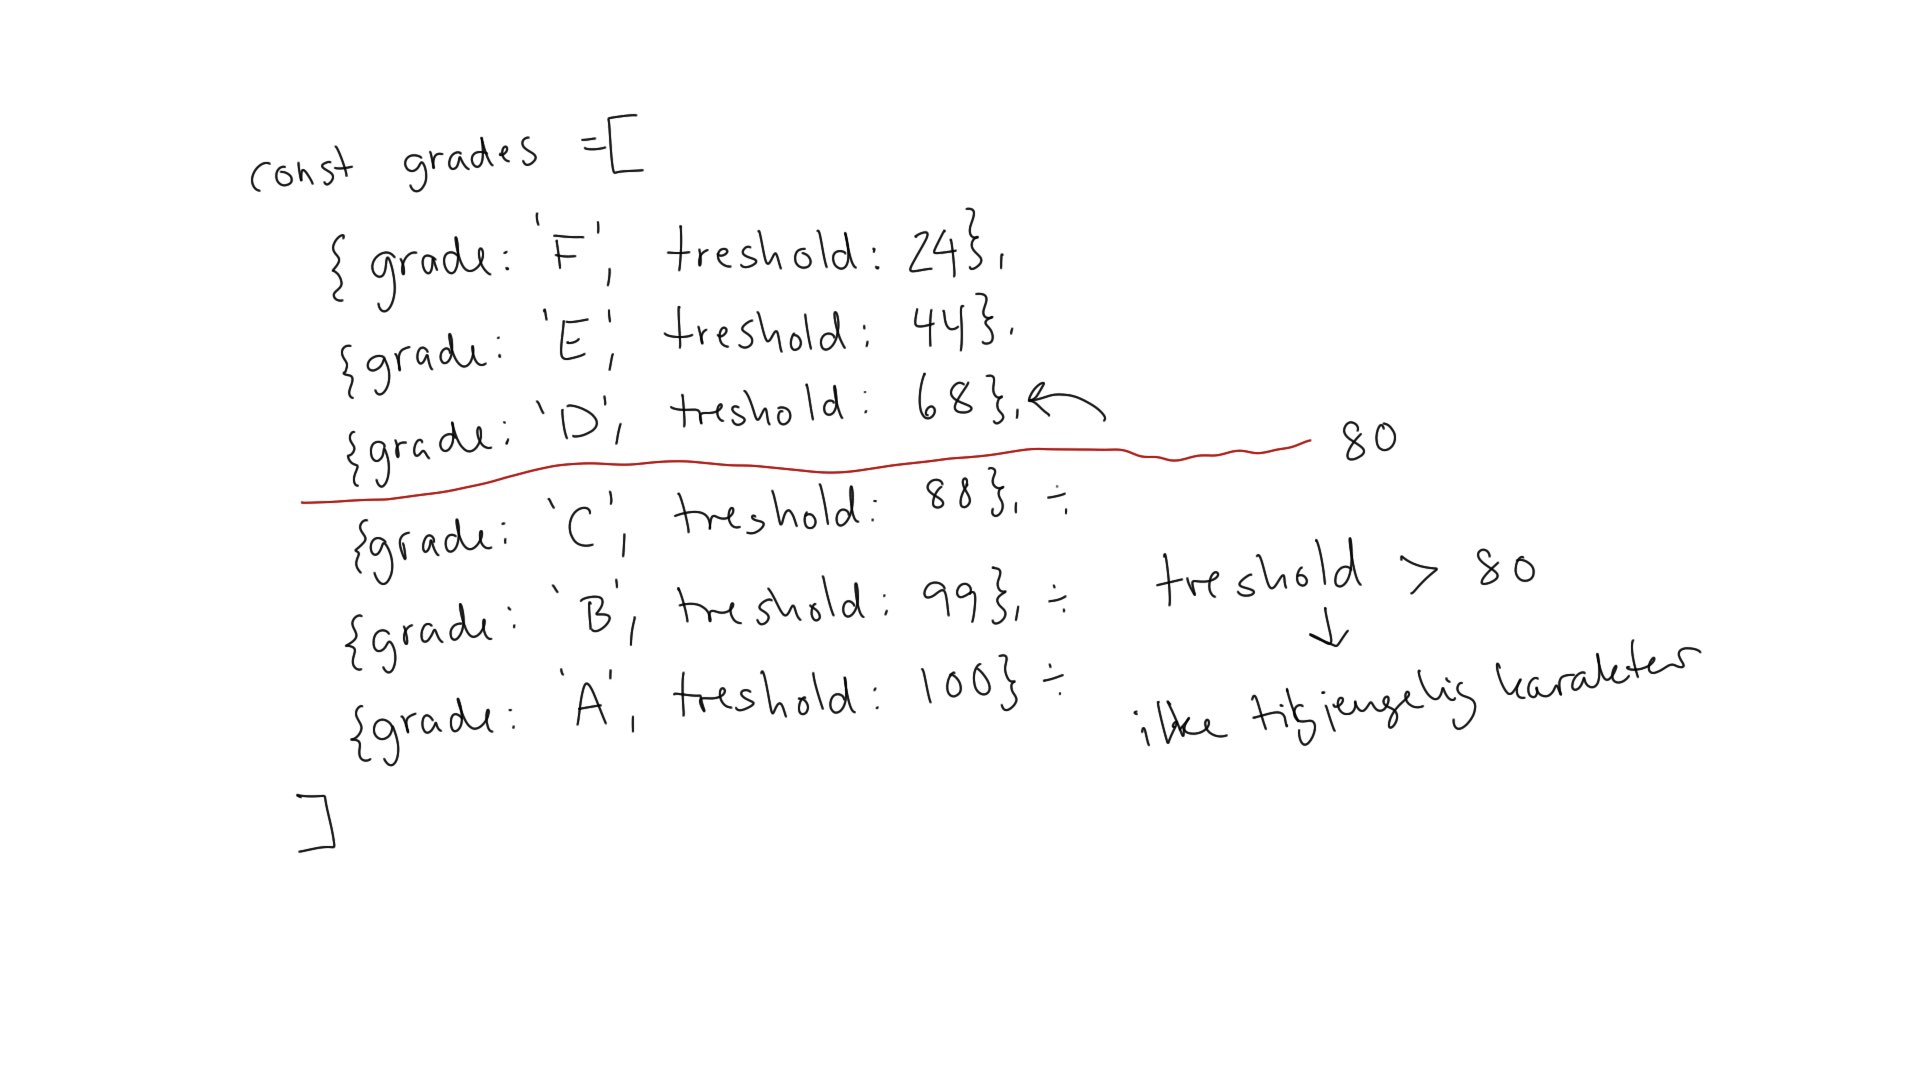 const grades =[
{ grade: 'F', treshold: 24},
{grade: 'E', treshold: 44},
{grade: 'D', treshold: 68},
80
{grade: 'C', treshold: 88}, ÷
{grade: 'B', treshold: 99}, ÷
treshold > 80
↓
{grade: 'A', treshold: 100} ÷
ikke tilgjengelig karakter
]